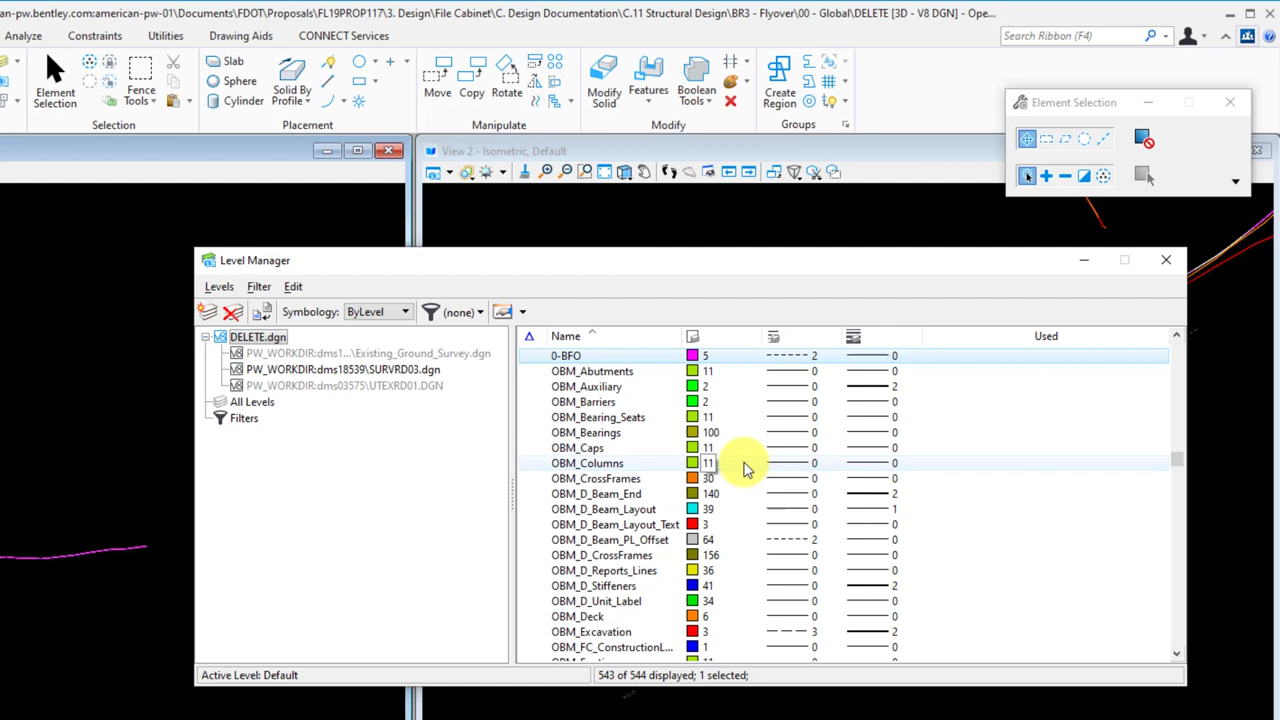 an-pw.bentley.com:american-pw-01\Documents\FDOT\Proposals\FL19PROP117\3. Design\File Cabinet\C. Design Documentation\C.11 Structural Design\BR3 - Flyover\00 - Global\DELETE [3D - V8 DGN] - Ope...
Analyze Constraints Utilities Drawing Aids CONNECT Services Search Ribbon (F4)
Element Selection
Fence Tools
Selection
Slab
Sphere
Cylinder
Solid By Profile
Placement
Move Copy Rotate
Manipulate
Modify Solid
Features
Boolean Tools
Modify
Create Region
Groups
Element Selection
View 2 - Isometric, Default
Level Manager
Levels Filter Edit
Symbology: ByLevel (none)
DELETE.dgn
PW_WORKDIR:dms1...\Existing_Ground_Survey.dgn
PW_WORKDIR:dms18539\SURVRD03.dgn
PW_WORKDIR:dms03575\UTEXRD01.DGN
All Levels
Filters
Name Used
0-BFO 5 2 0
OBM_Abutments 11 0 0
OBM_Auxiliary 2 0 2
OBM_Barriers 2 0 0
OBM_Bearing_Seats 11 0 0
OBM_Bearings 100 0 0
OBM_Caps 11 0 0
OBM_Columns 11 0 0
OBM_CrossFrames 30 0 0
OBM_D_Beam_End 140 0 2
OBM_D_Beam_Layout 39 0 1
OBM_D_Beam_Layout_Text 3 0 0
OBM_D_Beam_PL_Offset 64 2 0
OBM_D_CrossFrames 156 0 0
OBM_D_Reports_Lines 36 0 0
OBM_D_Stiffeners 41 0 2
OBM_D_Unit_Label 34 0 0
OBM_Deck 6 0 0
OBM_Excavation 3 3 2
OBM_FC_ConstructionL... 1 0 0
Active Level: Default
543 of 544 displayed; 1 selected;